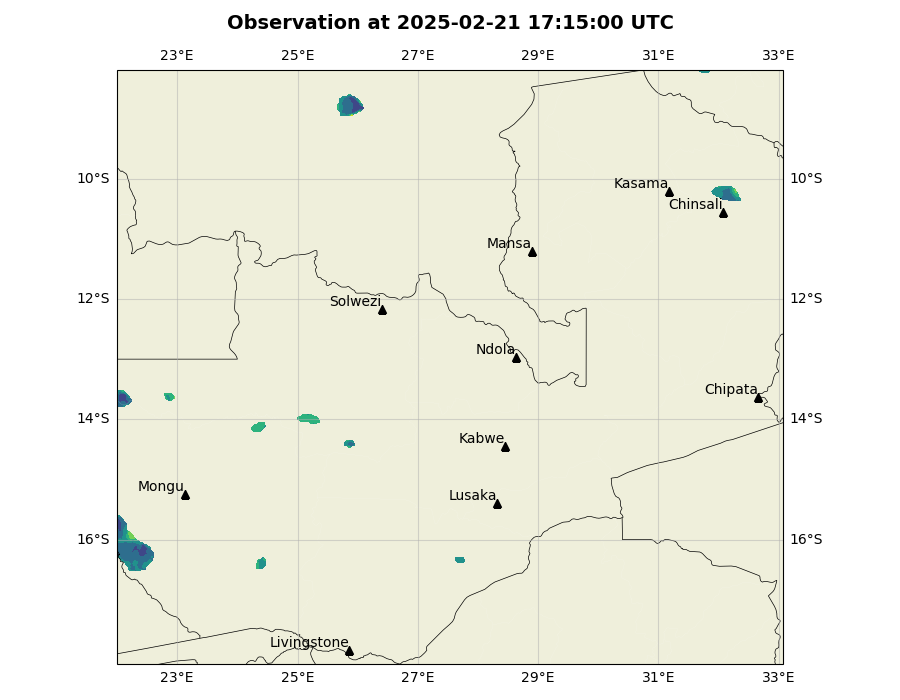 Observation at 2025-02-21 17:15:00 UTC
23°E 25°E 27°E 29°E 31°E 33°E
10°S 10°S
Kasama
Chinsali
Mansa
12°S 12°S
Solwezi
Ndola
Chipata
14°S 14°S
Kabwe
Mongu
Lusaka
16°S 16°S
Livingstone
23°E 25°E 27°E 29°E 31°E 33°E